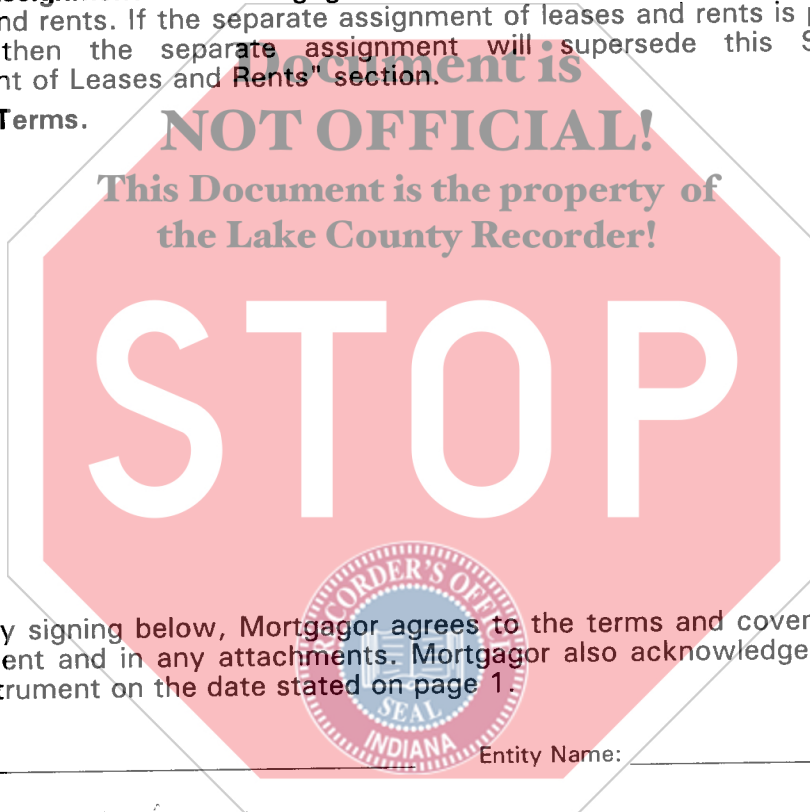 nd rents. If the separate assignment of leases and rents is
then the separate assignment will supersede this S
nt of Leases and Rents" section.
Terms.
Document is
NOT OFFICIAL!
This Document is the property of
the Lake County Recorder!
STOP
RECORDER'S OFFI
SEAL
INDIANA
y signing below, Mortgagor agrees to the terms and cover
ent and in any attachments. Mortgagor also acknowledge
trument on the date stated on page 1.
Entity Name: